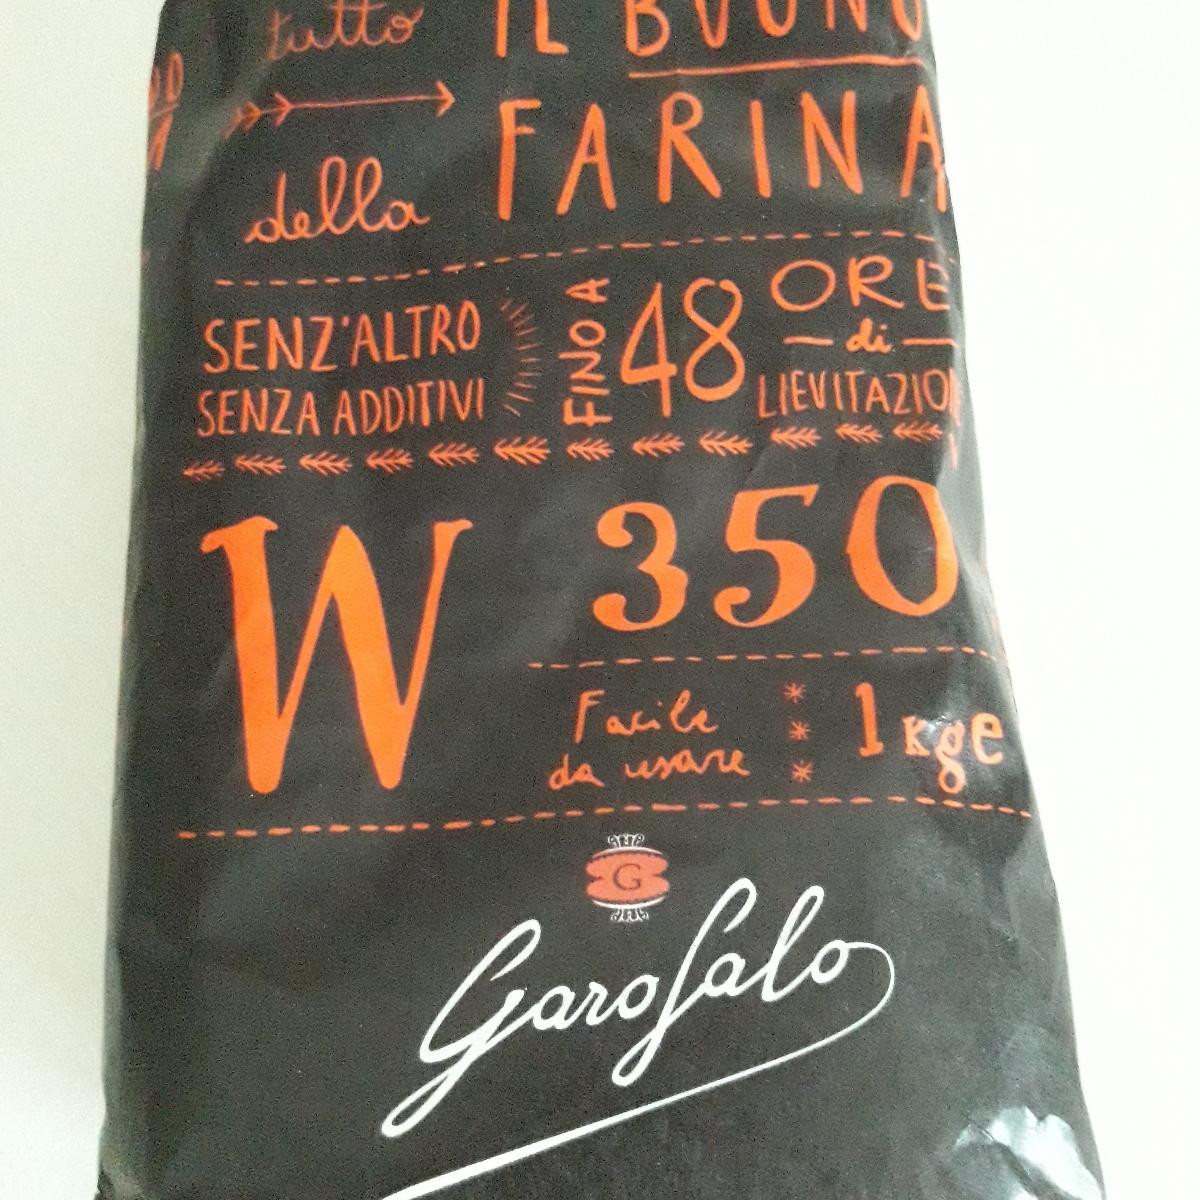 tutto IL BUONO
della FARINA
SENZ'ALTRO
SENZA ADDITIVI
FINO A 48 ORE
di
LIEVITAZION
W 350
Facile
da usare
1 kg e
G
Garofalo